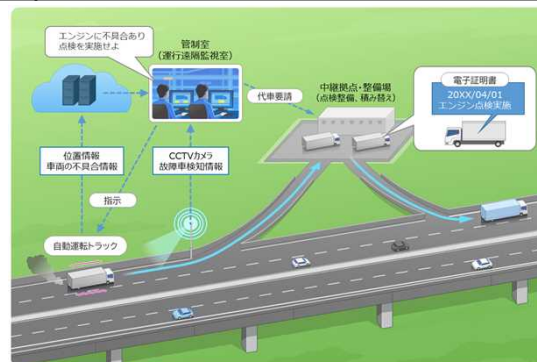 エンジンに不具合あり
点検を実施せよ
管制室
(運行遠隔監視室)
代車要請
中継拠点・整備場
(点検整備、積み替え)
電子証明書
20XX/04/01
エンジン点検実施
位置情報
車両の不具合情報
CCTVカメラ
故障車検知情報
指示
自動運転トラック